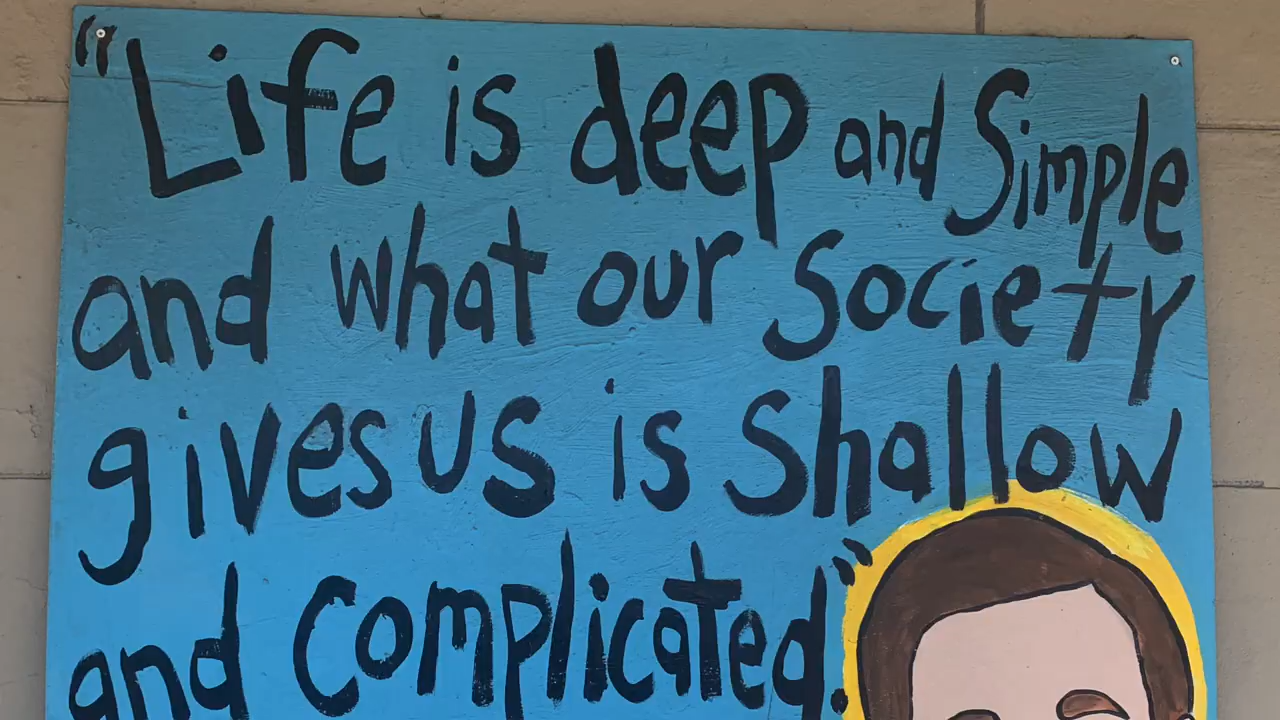 "Life is deep and Simple
and what our Society
gives us is Shallow
and Complicated."